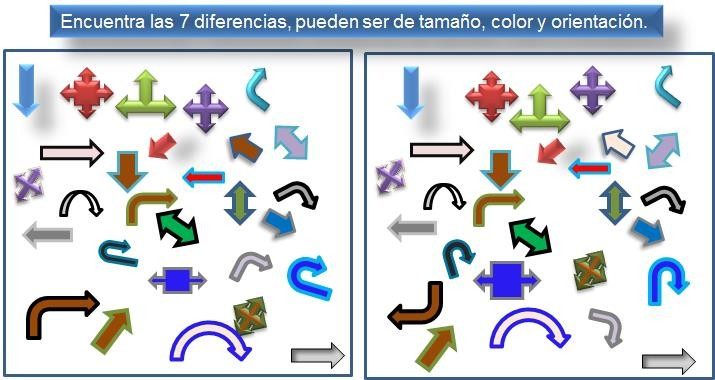 Encuentra las 7 diferencias, pueden ser de tamaño, color y orientación.